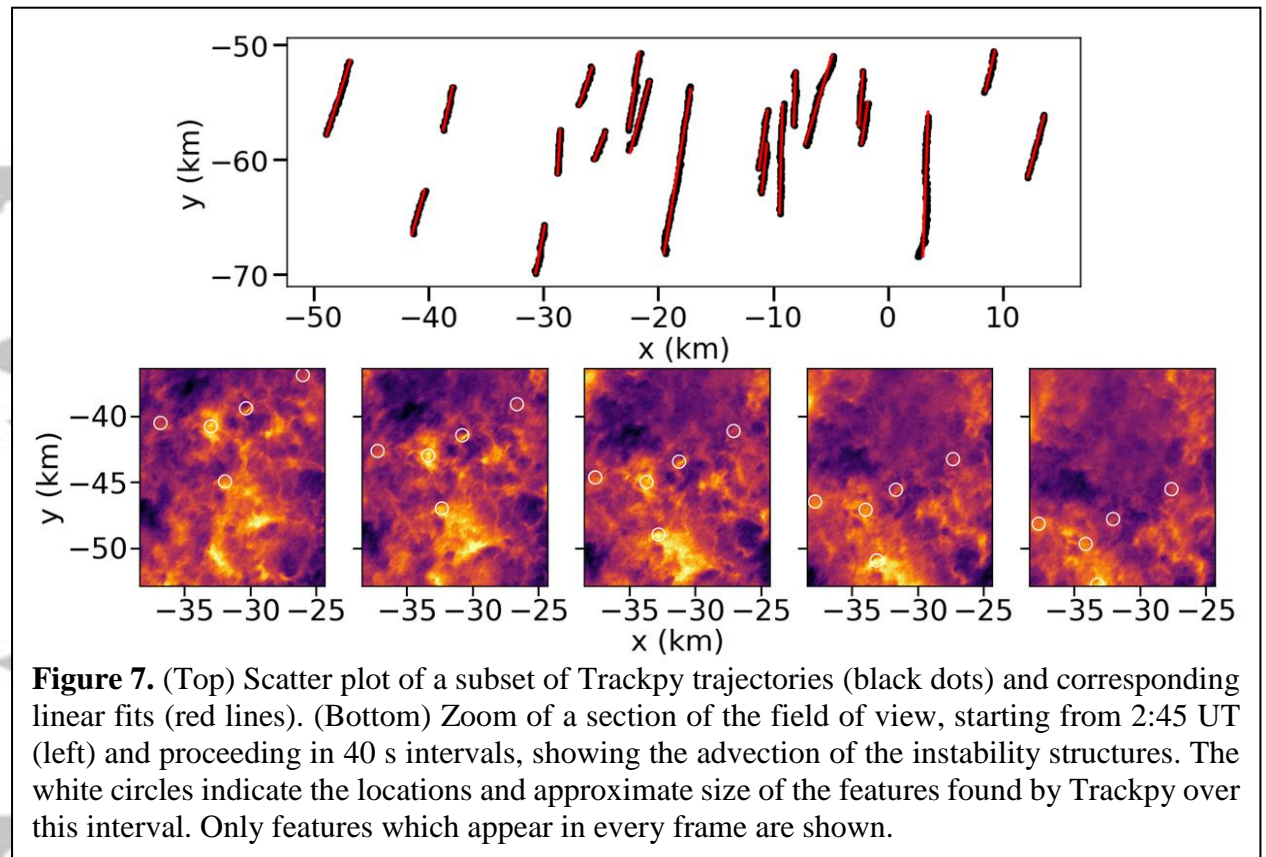 −50
−60
−70
y (km)
−50 −40 −30 −20 −10 0 10
x (km)
−40
−45
−50
y (km)
−35 −30 −25 −35 −30 −25 −35 −30 −25 −35 −30 −25 −35 −30 −25
x (km)
Figure 7. (Top) Scatter plot of a subset of Trackpy trajectories (black dots) and corresponding
linear fits (red lines). (Bottom) Zoom of a section of the field of view, starting from 2:45 UT
(left) and proceeding in 40 s intervals, showing the advection of the instability structures. The
white circles indicate the locations and approximate size of the features found by Trackpy over
this interval. Only features which appear in every frame are shown.